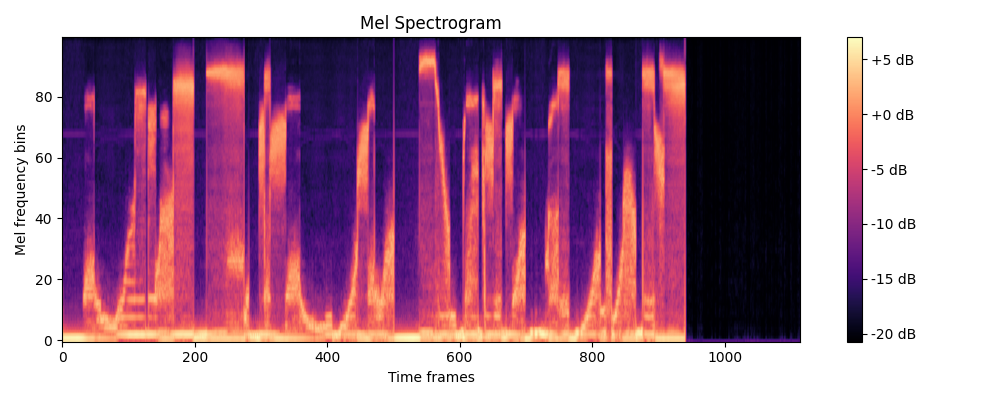 Mel Spectrogram
Mel frequency bins
80
60
40
20
0
0 200 400 600 800 1000
Time frames
+5 dB
+0 dB
-5 dB
-10 dB
-15 dB
-20 dB